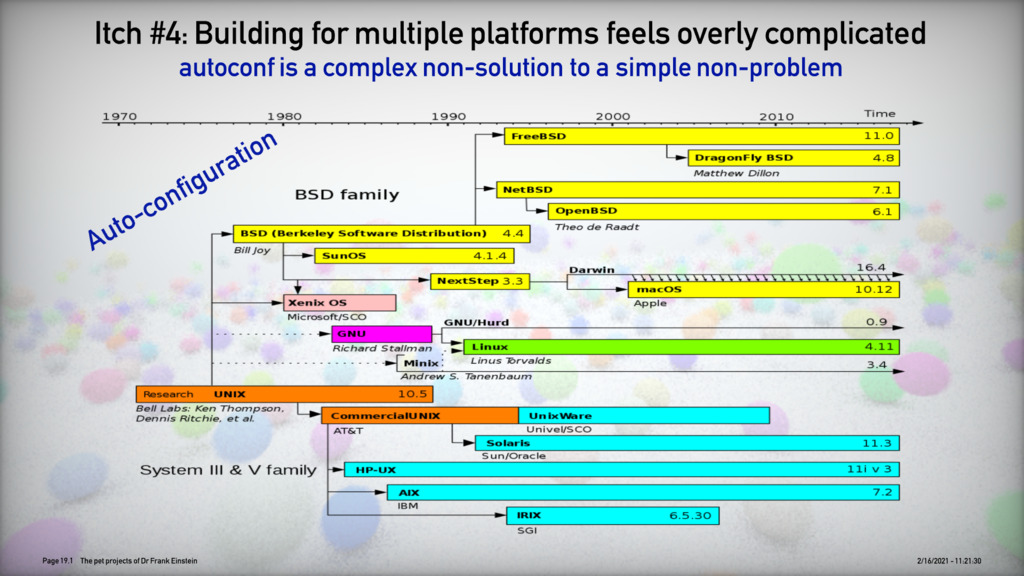 Itch #4: Building for multiple platforms feels overly complicated
autoconf is a complex non-solution to a simple non-problem
1970 1980 1990 2000 2010 Time
Auto-configuration
FreeBSD 11.0
DragonFly BSD 4.8
Matthew Dillon
BSD family
NetBSD 7.1
OpenBSD 6.1
Theo de Raadt
BSD (Berkeley Software Distribution) 4.4
Bill Joy
SunOS 4.1.4
Darwin 16.4
NextStep 3.3
macOS 10.12
Apple
Xenix OS
Microsoft/SCO
GNU/Hurd 0.9
GNU
Richard Stallman
Linux 4.11
Linus Torvalds
Minix 3.4
Andrew S. Tanenbaum
Research UNIX 10.5
Bell Labs: Ken Thompson,
Dennis Ritchie, et al.
CommercialUNIX
AT&T
UnixWare
Univel/SCO
Solaris 11.3
Sun/Oracle
System III & V family
HP-UX 11i v 3
AIX 7.2
IBM
IRIX 6.5.30
SGI
Page 19.1 The pet projects of Dr Frank Einstein
2/16/2021 - 11:21:30